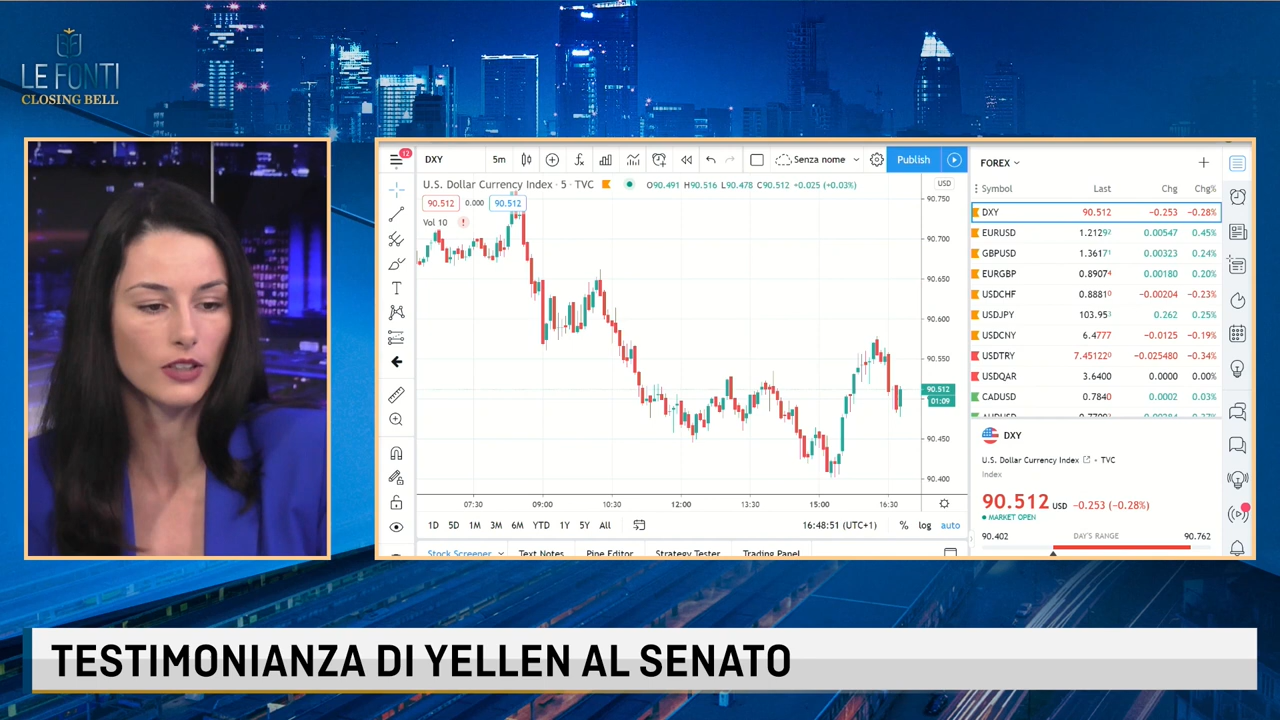 LE FONTI
CLOSING BELL
12
DXY 5m Senza nome Publish
U.S. Dollar Currency Index · 5 · TVC O90.491 H90.516 L90.478 C90.512 +0.025 (+0.03%)
90.512 0.000 90.512
Vol 10 !
USD
90.750
90.700
90.650
90.600
90.550
90.512
01:09
90.450
90.400
07:30 09:00 10:30 12:00 13:30 15:00 16:30
1D 5D 1M 3M 6M YTD 1Y 5Y All 16:48:51 (UTC+1) % log auto
Stock Screener Text Notes Pine Editor Strategy Tester Trading Panel
FOREX
Symbol Last Chg Chg%
DXY 90.512 −0.253 −0.28%
EURUSD 1.21292 0.00547 0.45%
GBPUSD 1.36171 0.00323 0.24%
EURGBP 0.89074 0.00180 0.20%
USDCHF 0.88810 −0.00204 −0.23%
USDJPY 103.951 0.262 0.25%
USDCNY 6.4777 −0.0125 −0.19%
USDTRY 7.451220 −0.025480 −0.34%
USDQAR 3.6400 0.0000 0.00%
CADUSD 0.7840 0.0002 0.03%
DXY
U.S. Dollar Currency Index • TVC
Index
90.512 USD −0.253 (−0.28%)
MARKET OPEN
90.402 DAY'S RANGE 90.762
TESTIMONIANZA DI YELLEN AL SENATO